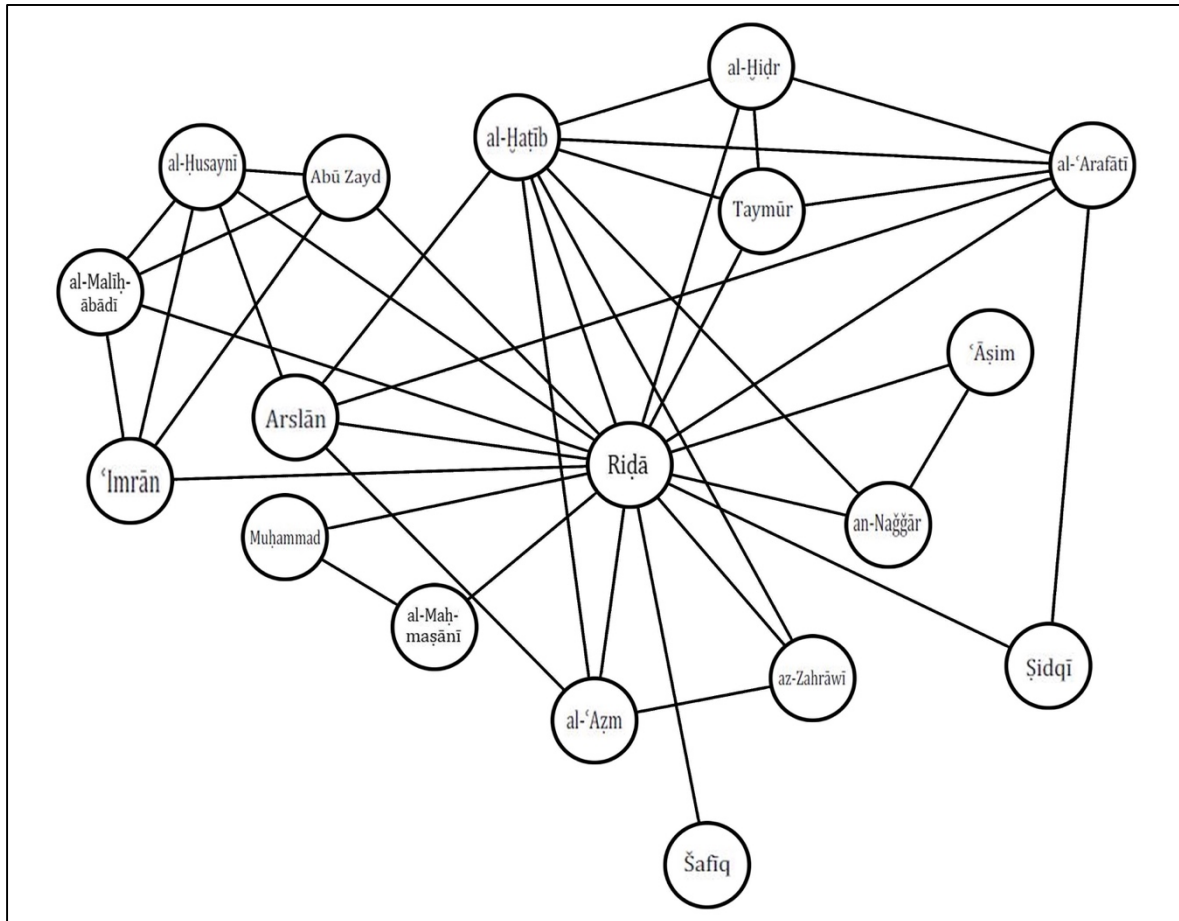 al-Ḫiḍr
al-Ḫaṭīb
al-Ḥusaynī
Abū Zayd
al-ʿArafātī
Taymūr
al-Malīḥ-
ābādī
ʿĀṣim
Arslān
Riḍā
ʿImrān
an-Naǧǧār
Muḥammad
al-Maḥ-
maṣānī
Ṣidqī
az-Zahrāwī
al-ʿAẓm
Šafīq